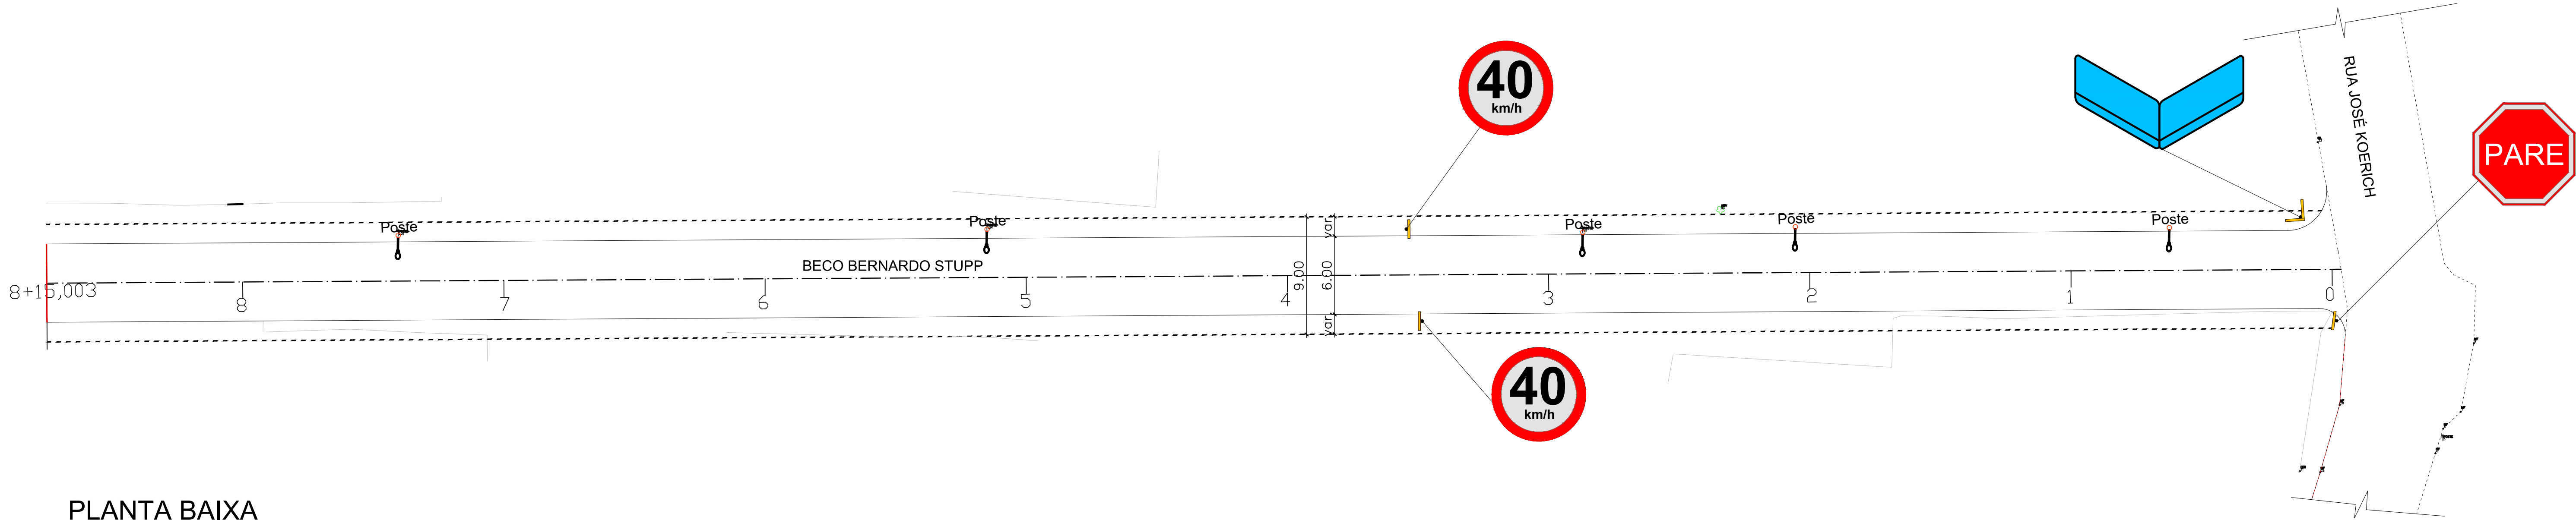 40
km/h
RUA JOSÉ KOERICH
PARE
Poste
Poste
Poste
Poste
Poste
var.
BECO BERNARDO STUPP
9.00
6.00
8+15,003
8
7
6
5
4
3
2
1
0
var.
40
km/h
PLANTA BAIXA